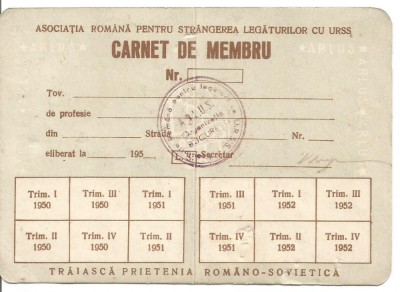 ASOCIAȚIA ROMÂNĂ PENTRU STRÂNGEREA LEGĂTURILOR CU URSS
CARNET DE MEMBRU
Nr.
Tov.
de profesie
din Strada Nr.
eliberat la 195 Secretar
A.R.L.U.S.
Trim. I 1950 Trim. III 1950 Trim. I 1951 Trim. III 1951 Trim. I 1952 Trim. III 1952
Trim. II 1950 Trim. IV 1950 Trim. II 1951 Trim. IV 1951 Trim. II 1952 Trim. IV 1952
TRĂIASCĂ PRIETENIA ROMÂNO-SOVIETICĂ